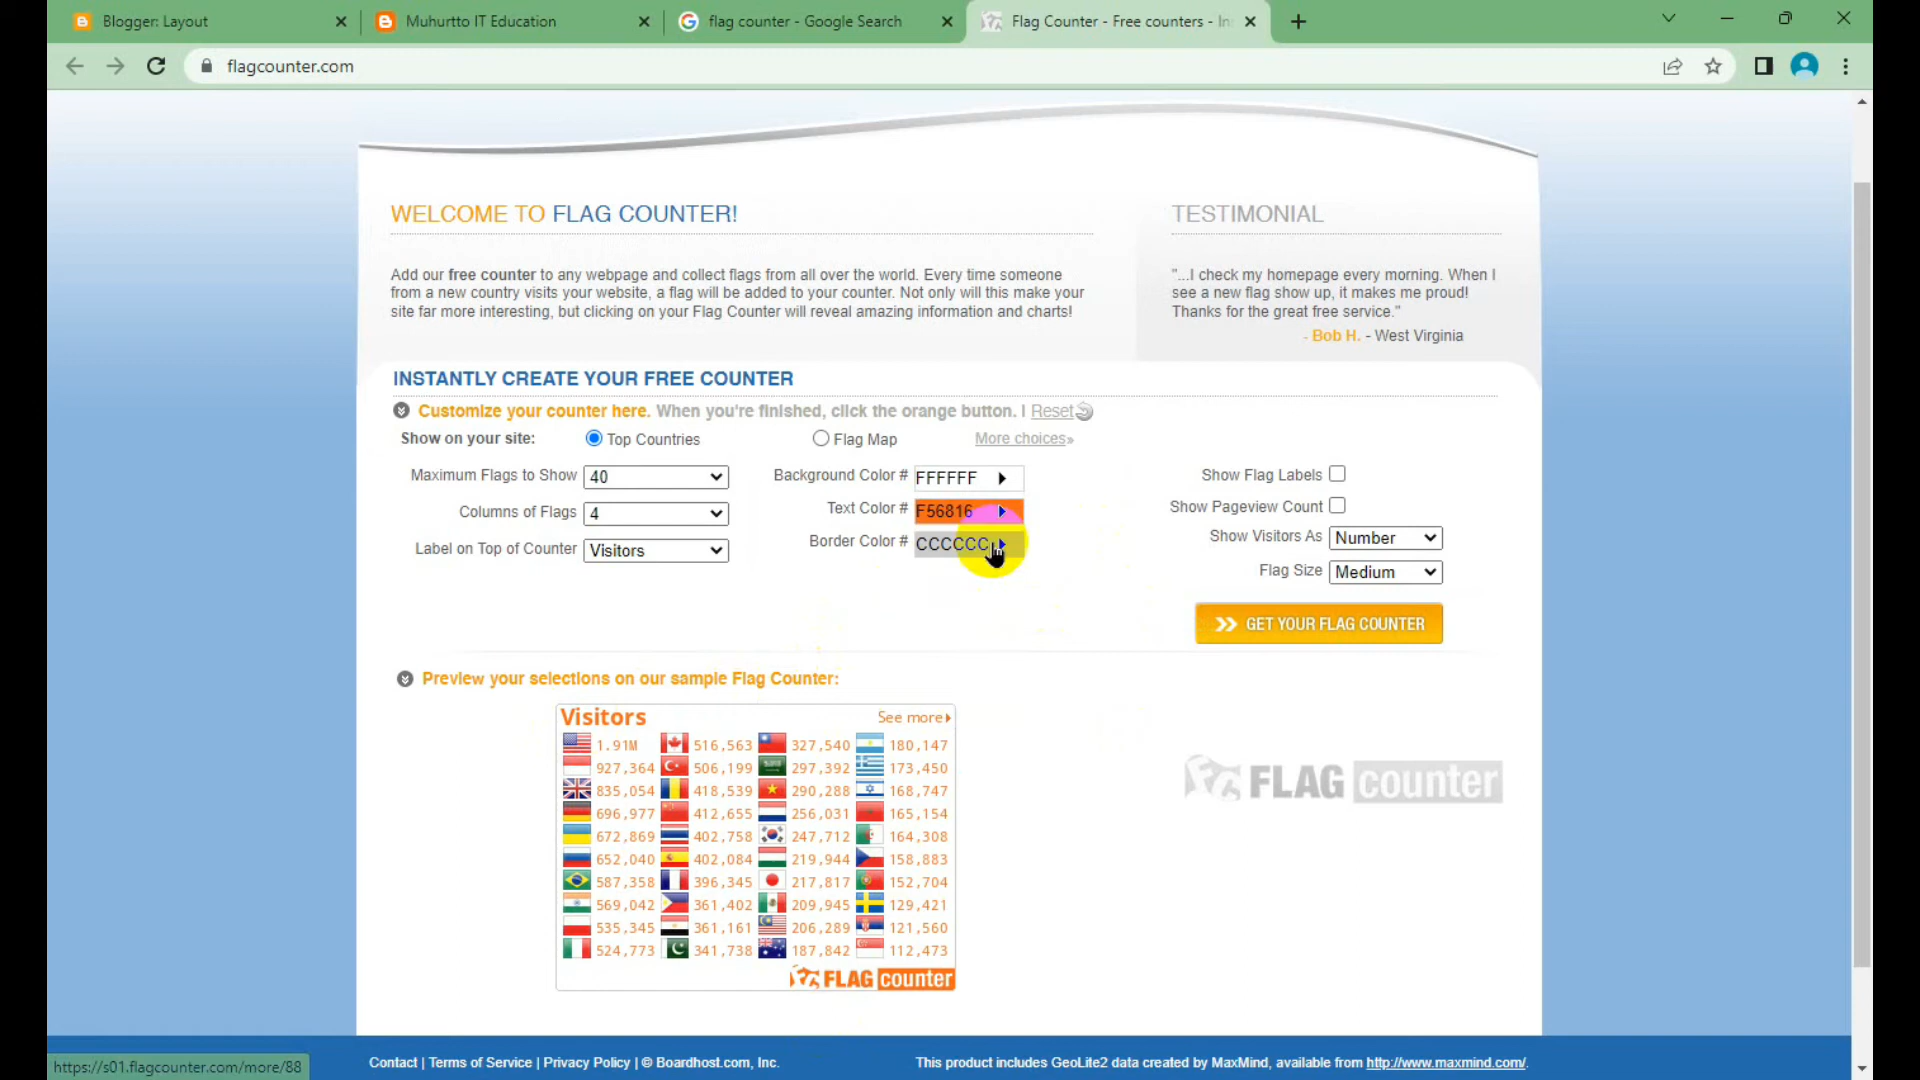 Blogger: Layout
Muhurtto IT Education
flag counter - Google Search
Flag Counter - Free counters - In
flagcounter.com
WELCOME TO FLAG COUNTER!
TESTIMONIAL
Add our free counter to any webpage and collect flags from all over the world. Every time someone
from a new country visits your website, a flag will be added to your counter. Not only will this make your
site far more interesting, but clicking on your Flag Counter will reveal amazing information and charts!
"...I check my homepage every morning. When I
see a new flag show up, it makes me proud!
Thanks for the great free service."
- Bob H. - West Virginia
INSTANTLY CREATE YOUR FREE COUNTER
Customize your counter here. When you're finished, click the orange button. I Reset
Show on your site: Top Countries Flag Map More choices»
Maximum Flags to Show 40 Background Color # FFFFFF Show Flag Labels
Columns of Flags 4 Text Color # F56816 Show Pageview Count
Label on Top of Counter Visitors Border Color # CCCCCC Show Visitors As Number
Flag Size Medium
GET YOUR FLAG COUNTER
Preview your selections on our sample Flag Counter:
Visitors See more
1.91M 516,563 327,540 180,147
927,364 506,199 297,392 173,450
835,054 418,539 290,288 168,747
696,977 412,655 256,031 165,154
672,869 402,758 247,712 164,308
652,040 402,084 219,944 158,883
587,358 396,345 217,817 152,704
569,042 361,402 209,945 129,421
535,345 361,161 206,289 121,560
524,773 341,738 187,842 112,473
FLAG counter
FLAG counter
https://s01.flagcounter.com/more/88
Contact | Terms of Service | Privacy Policy | © Boardhost.com, Inc.
This product includes GeoLite2 data created by MaxMind, available from http://www.maxmind.com/.